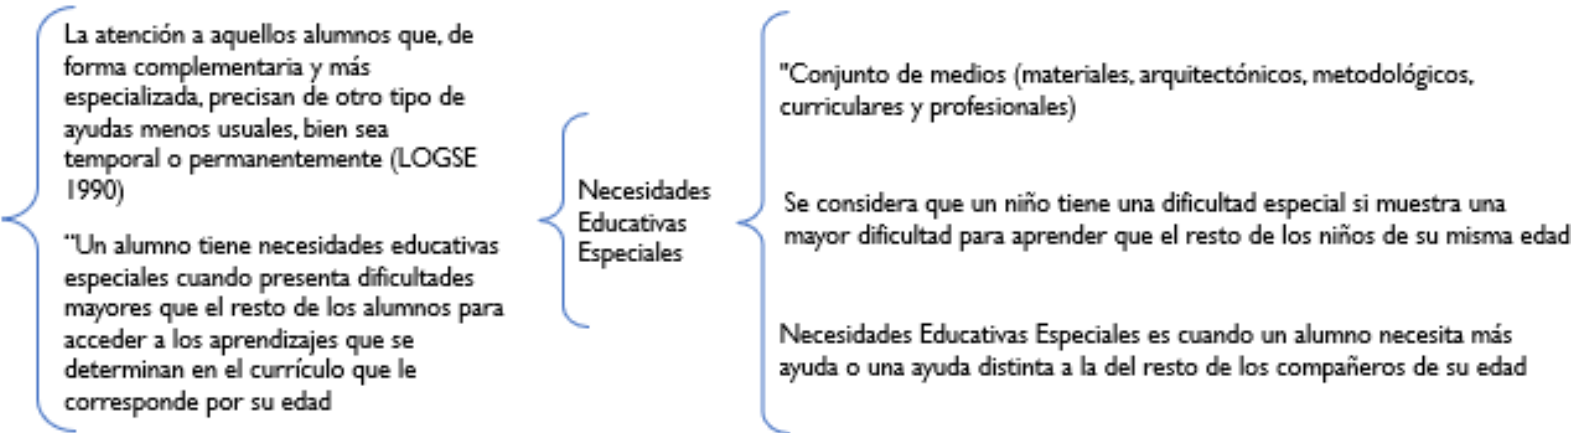 La atención a aquellos alumnos que, de
forma complementaria y más
especializada, precisan de otro tipo de
ayudas menos usuales, bien sea
temporal o permanentemente (LOGSE
1990)
“Un alumno tiene necesidades educativas
especiales cuando presenta dificultades
mayores que el resto de los alumnos para
acceder a los aprendizajes que se
determinan en el currículo que le
corresponde por su edad
Necesidades
Educativas
Especiales
"Conjunto de medios (materiales, arquitectónicos, metodológicos,
curriculares y profesionales)
Se considera que un niño tiene una dificultad especial si muestra una
mayor dificultad para aprender que el resto de los niños de su misma edad
Necesidades Educativas Especiales es cuando un alumno necesita más
ayuda o una ayuda distinta a la del resto de los compañeros de su edad